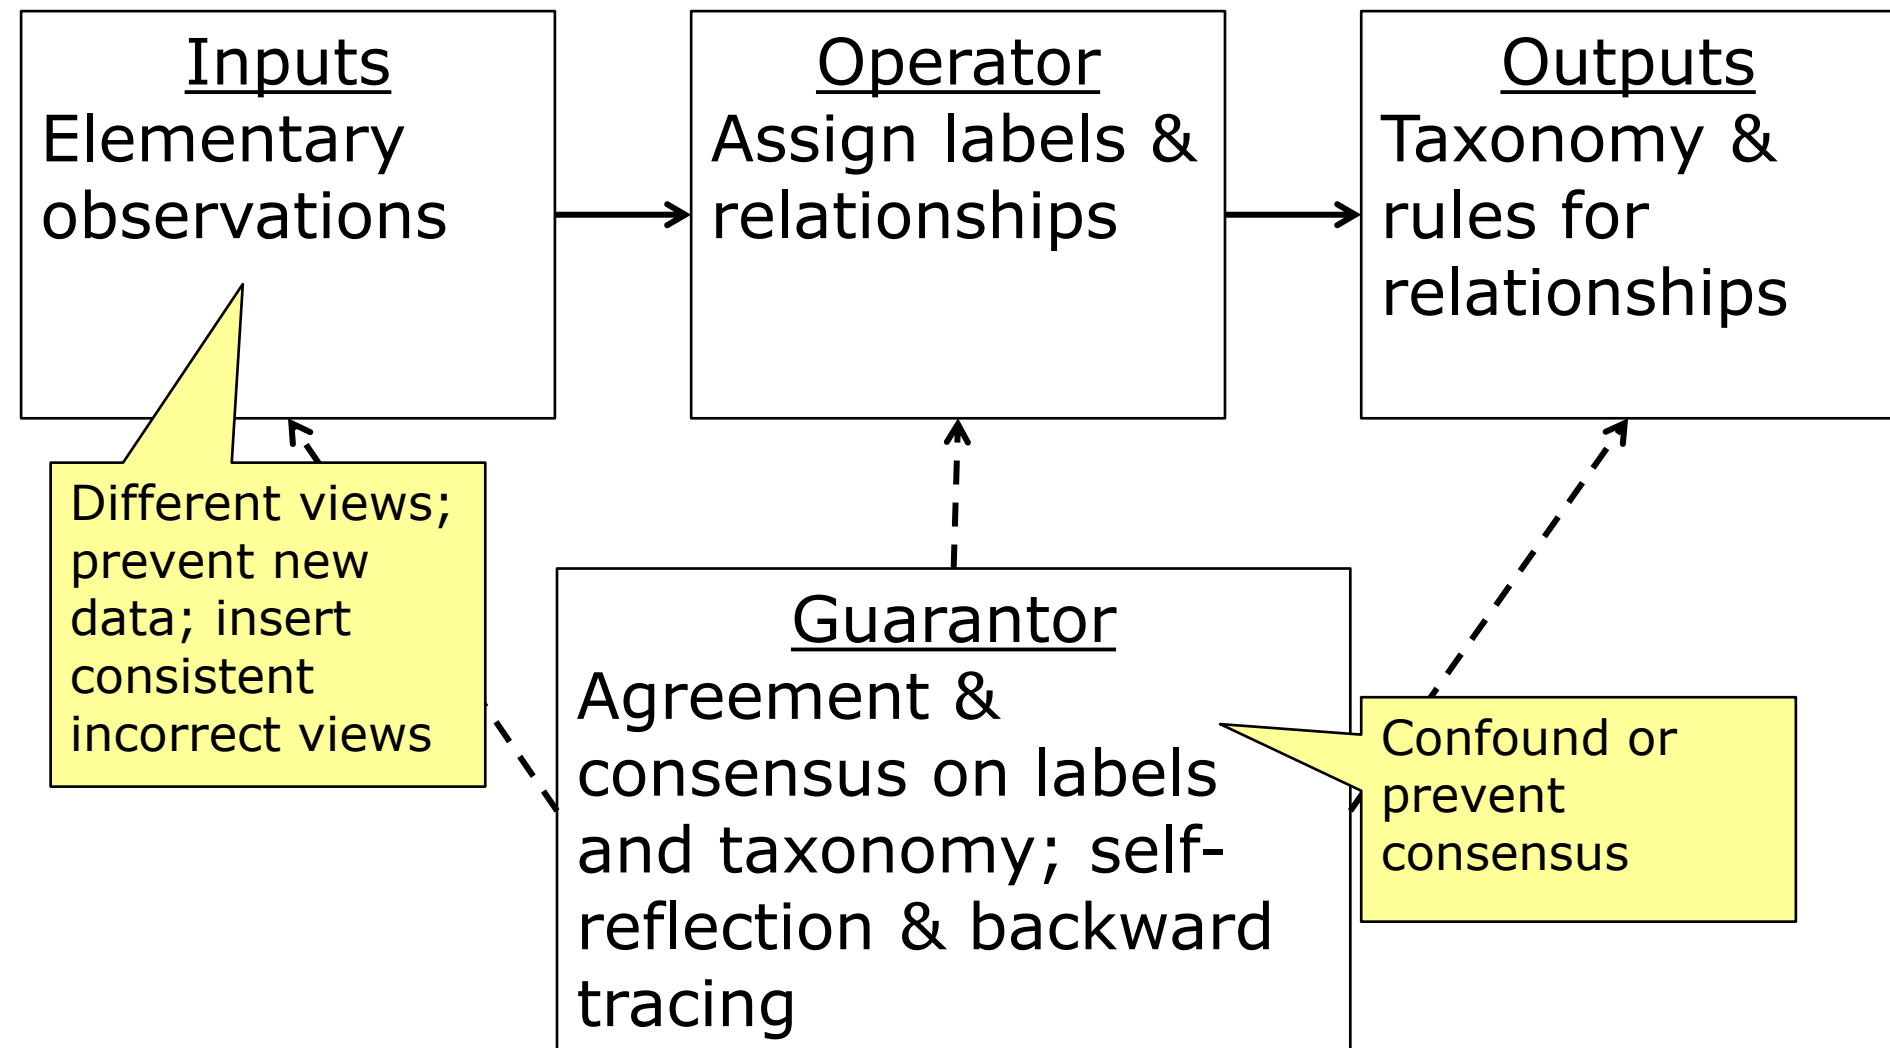 Inputs
Elementary
observations
Operator
Assign labels &
relationships
Outputs
Taxonomy &
rules for
relationships
Different views;
prevent new
data; insert
consistent
incorrect views
Guarantor
Agreement &
consensus on labels
and taxonomy; self-
reflection & backward
tracing
Confound or
prevent
consensus